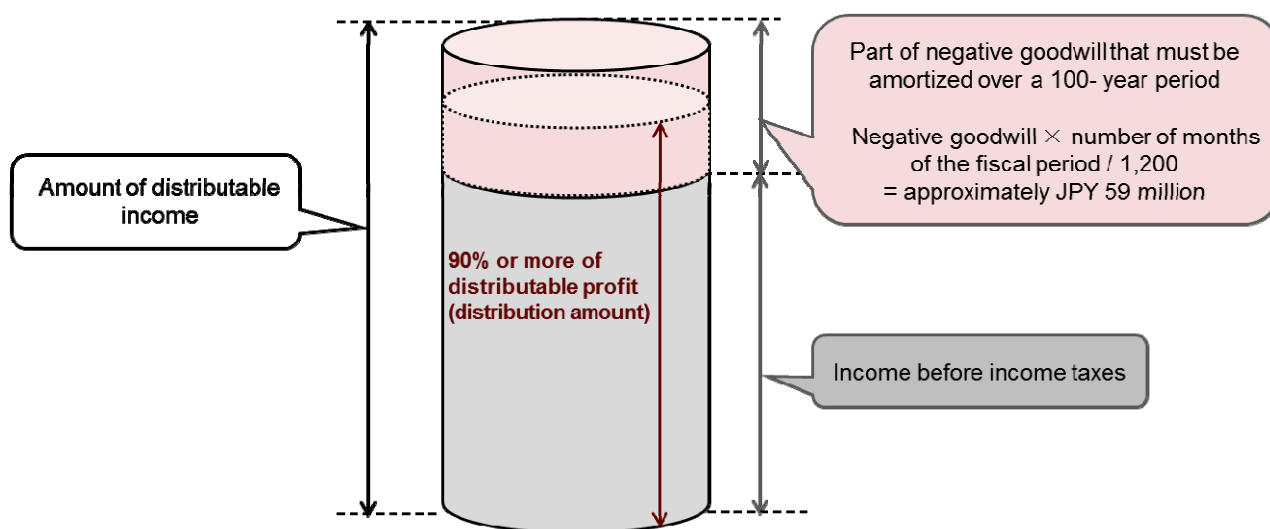 Amount of distributable
income
90% or more of
distributable profit
(distribution amount)
Part of negative goodwill that must be
amortized over a 100- year period
Negative goodwill × number of months
of the fiscal period / 1,200
= approximately JPY 59 million
Income before income taxes